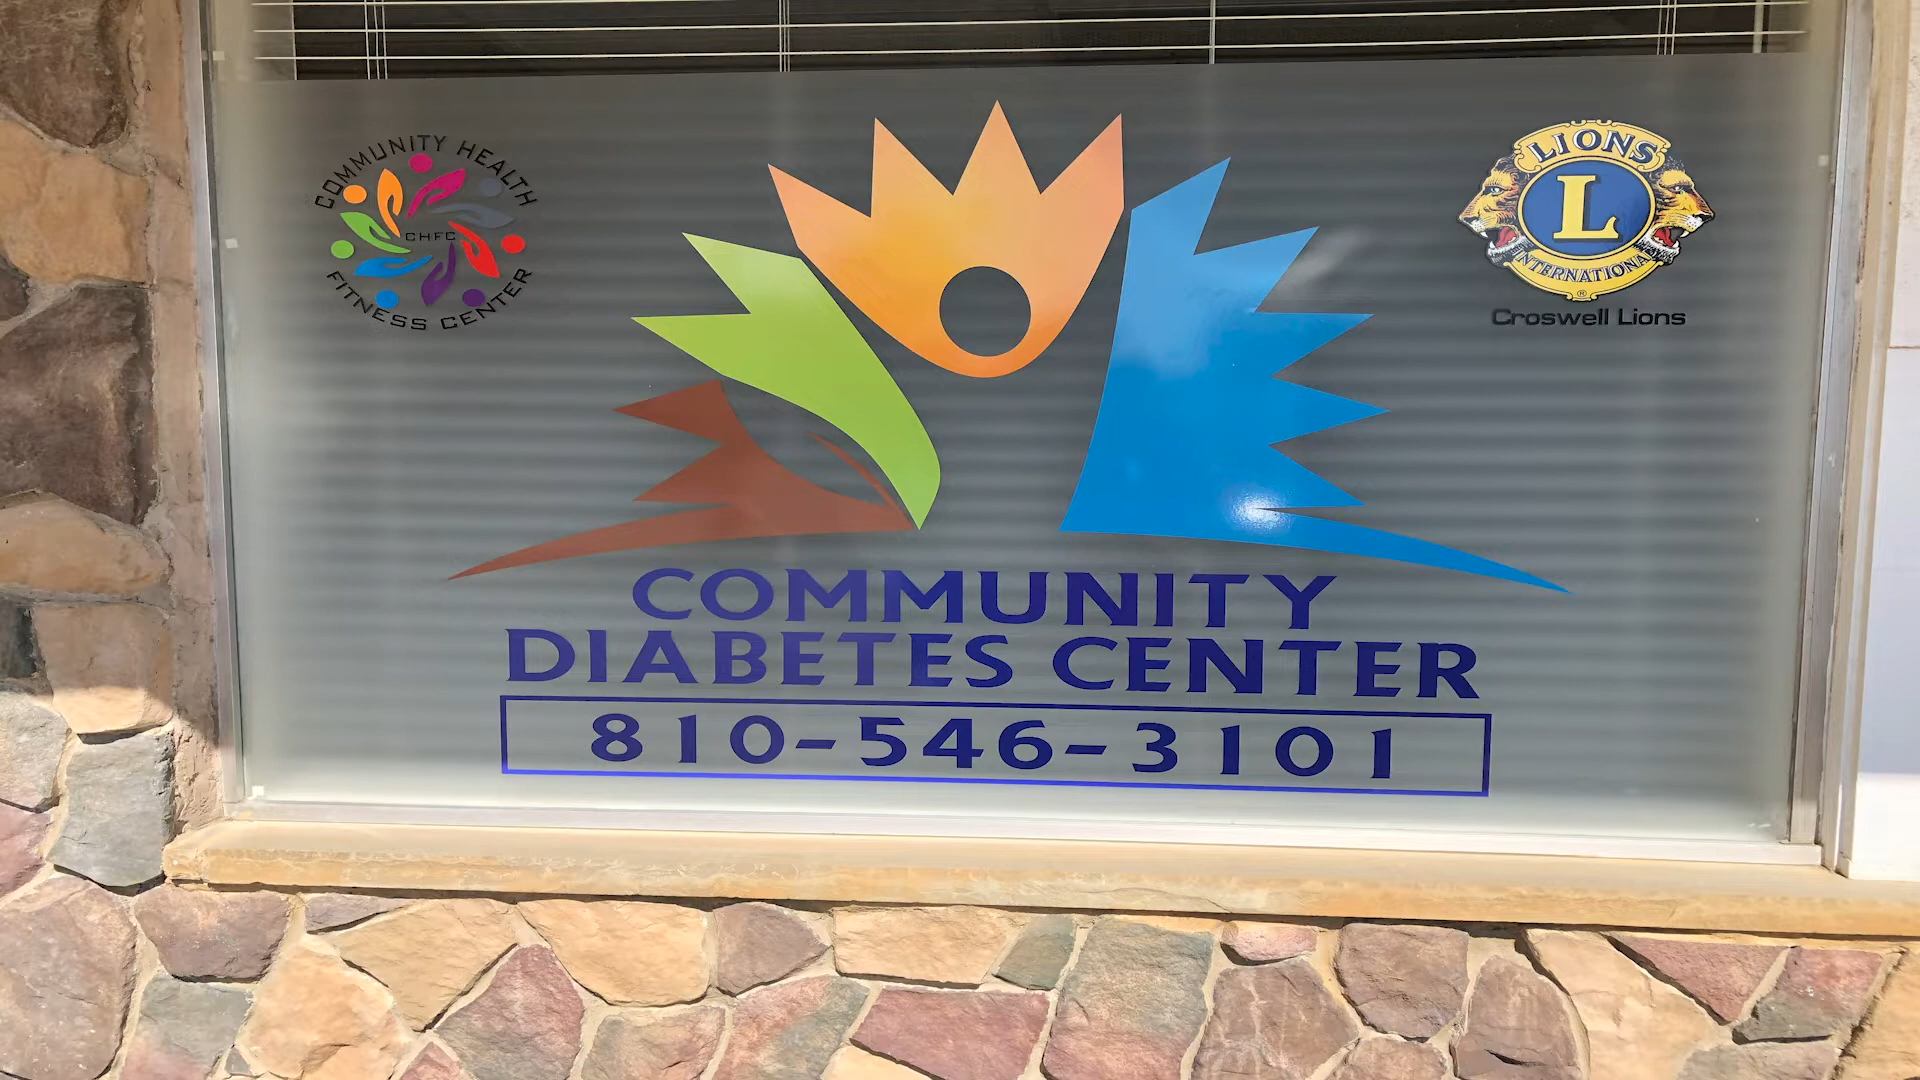 COMMUNITY HEALTH
CHFC
FITNESS CENTER
LIONS
L
INTERNATIONAL
®
Croswell Lions
COMMUNITY
DIABETES CENTER
810-546-3101